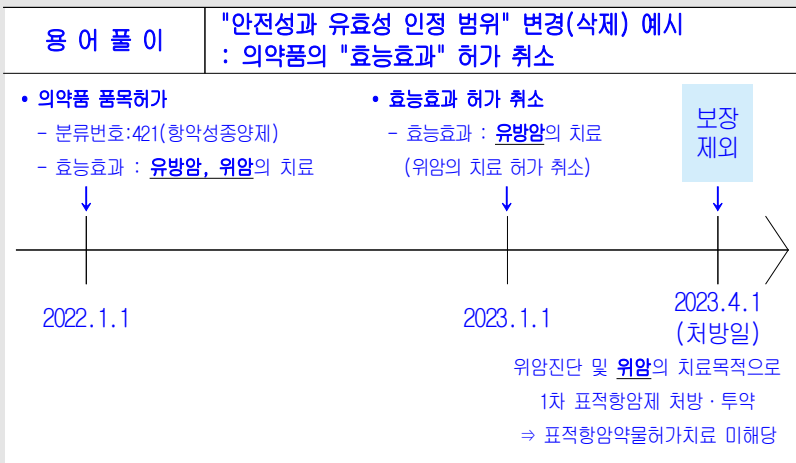 용 어 풀 이
"안전성과 유효성 인정 범위" 변경(삭제) 예시
: 의약품의 "효능효과" 허가 취소
• 의약품 품목허가
- 분류번호:421(항악성종양제)
- 효능효과 : 유방암, 위암의 치료
• 효능효과 허가 취소
- 효능효과 : 유방암의 치료
(위암의 치료 허가 취소)
보장
제외
2022.1.1
2023.1.1
2023.4.1
(처방일)
위암진단 및 위암의 치료목적으로
1차 표적항암제 처방·투약
⇒ 표적항암약물허가치료 미해당